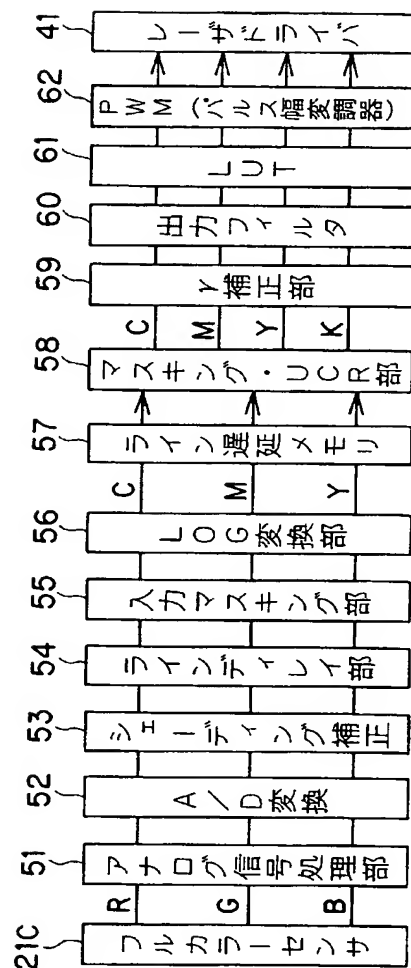 21C
フルカラーセンサ
R
G
B
51
アナログ信号処理部
52
A/D変換
53
シェーディング補正
54
ラインディレイ部
55
入力マスキング部
56
LOG変換部
C
M
Y
57
ライン遅延メモリ
58
マスキング・UCR部
C
M
Y
K
59
γ補正部
60
出力フィルタ
61
LUT
62
PWM(パルス幅変調器)
41
レーザドライバ